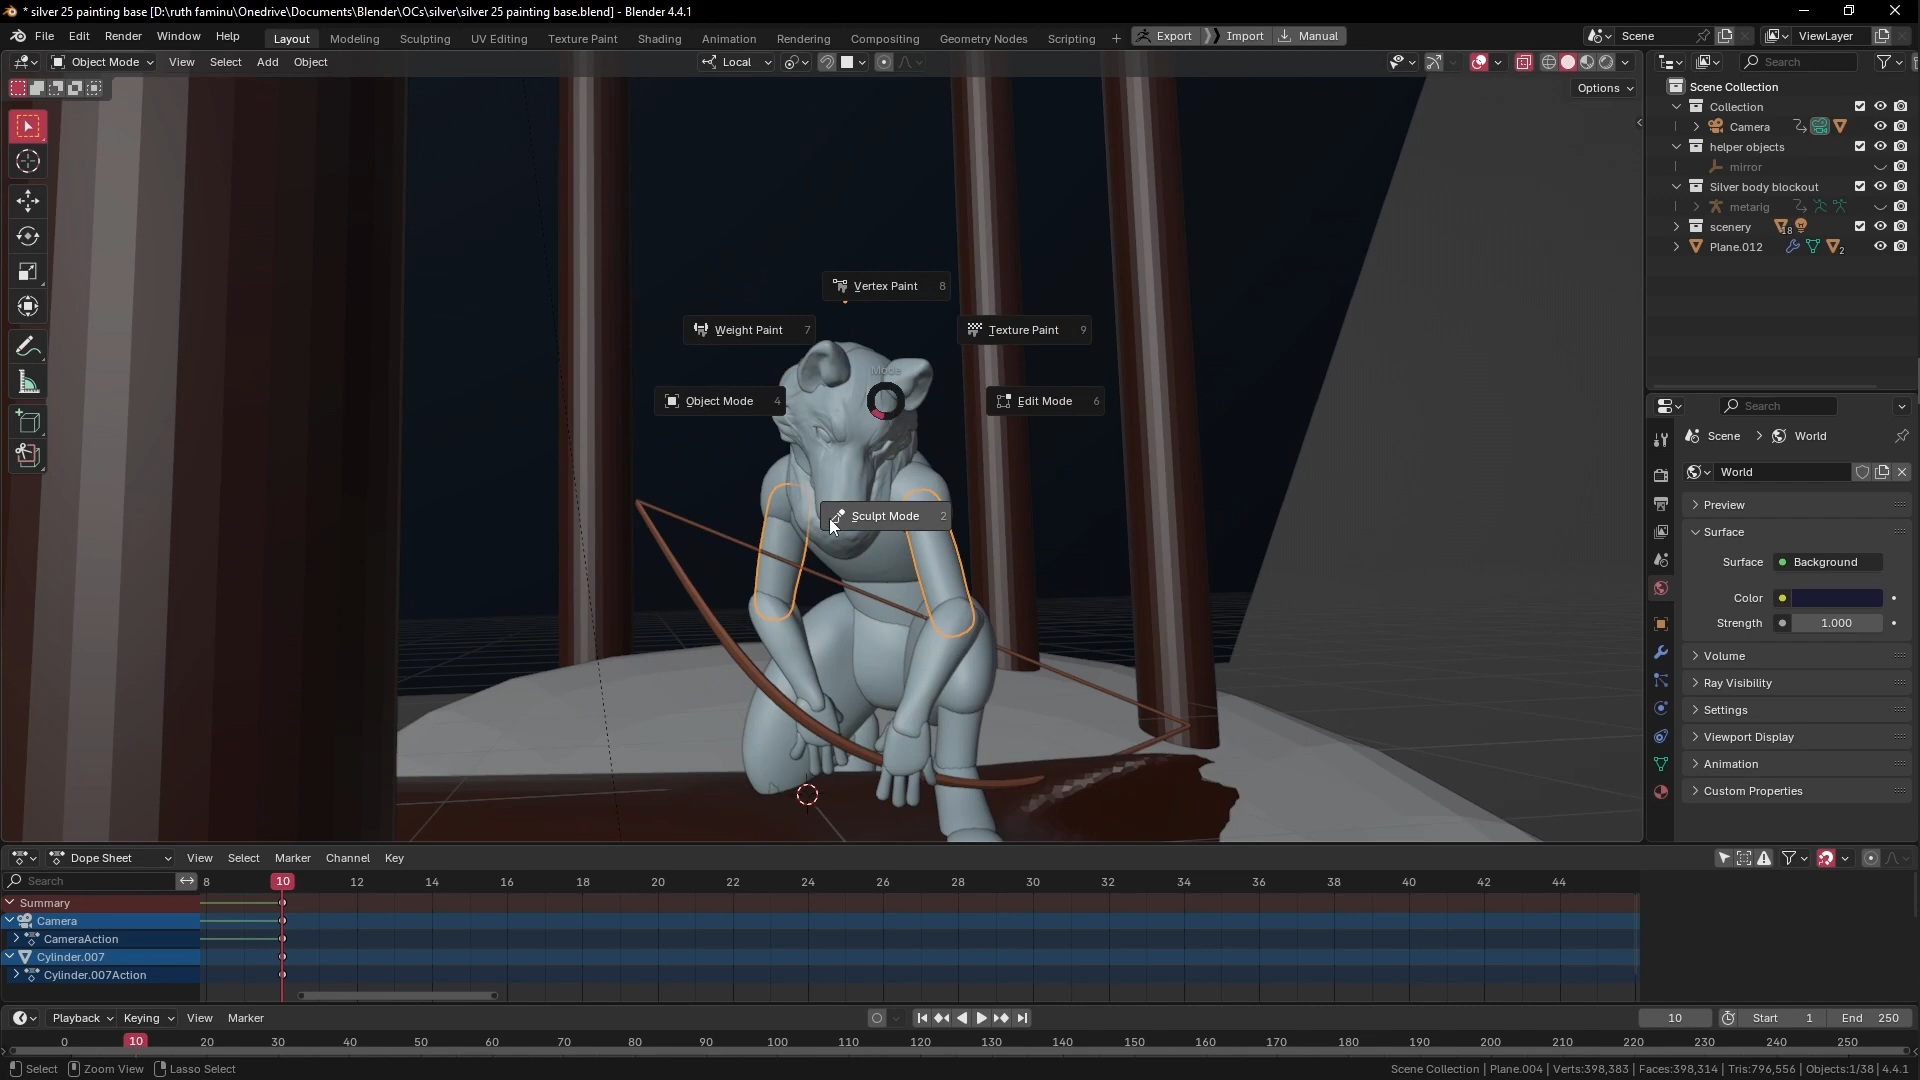 * silver 25 painting base [D:\ruth faminu\Onedrive\Documents\Blender\OCs\silver\silver 25 painting base.blend] - Blender 4.4.1
File Edit Render Window Help Layout Modeling Sculpting UV Editing Texture Paint Shading Animation Rendering Compositing Geometry Nodes Scripting + Export Import Manual Scene ViewLayer
Object Mode View Select Add Object Local Search
Options
Scene Collection
Collection
Camera
helper objects
mirror
Silver body blockout
metarig
scenery 18
Plane.012 2
Vertex Paint 8
Weight Paint 7
Texture Paint 9
Mode
Object Mode 4
Edit Mode 6
Sculpt Mode 2
Search
Scene > World
World
Preview
Surface
Surface Background
Color
Strength 1.000
Volume
Ray Visibility
Settings
Viewport Display
Animation
Custom Properties
Dope Sheet View Select Marker Channel Key
Search 8 10 12 14 16 18 20 22 24 26 28 30 32 34 36 38 40 42 44
Summary
Camera
CameraAction
Cylinder.007
Cylinder.007Action
Playback Keying View Marker 10 Start 1 End 250
0 10 20 30 40 50 60 70 80 90 100 110 120 130 140 150 160 170 180 190 200 210 220 230 240 250
Select Zoom View Lasso Select Scene Collection | Plane.004 | Verts:398,383 | Faces:398,314 | Tris:796,556 | Objects:1/38 | 4.4.1